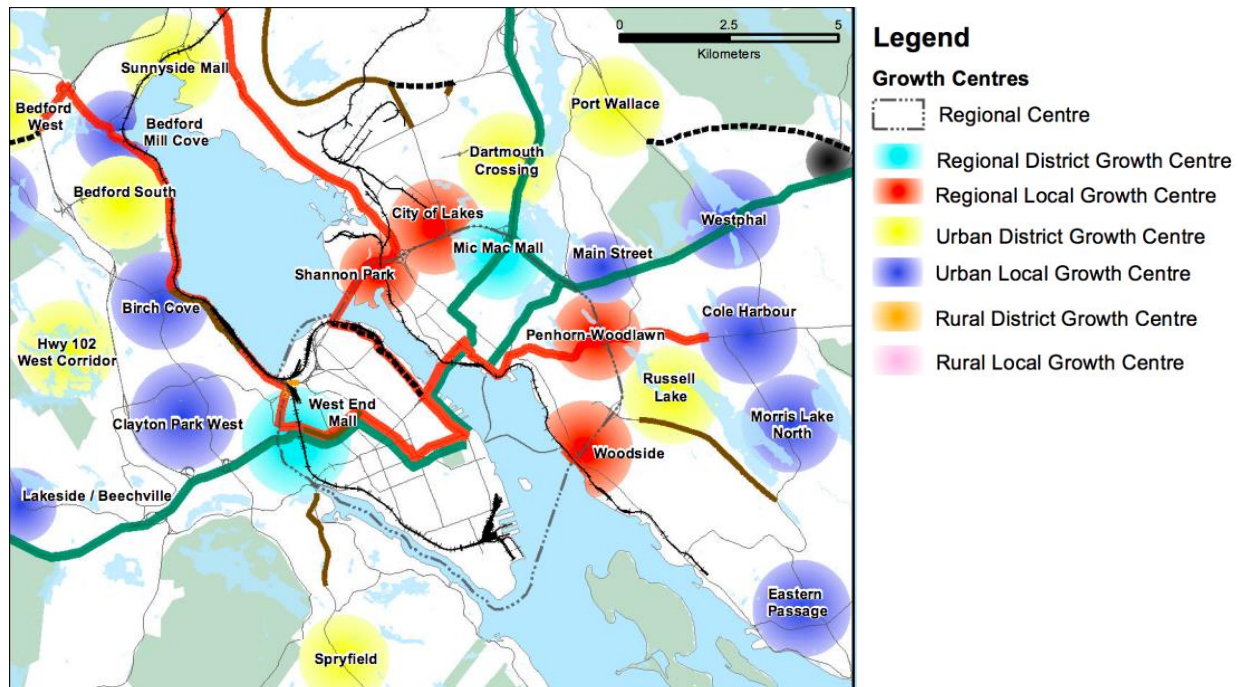 0
2.5
5
Kilometers
Sunnyside Mall
Bedford
West
Bedford
Mill Cove
Port Wallace
Dartmouth
Crossing
Bedford South
City of Lakes
Westphal
Mic Mac Mall
Main Street
Shannon Park
Birch Cove
Cole Harbour
Penhorn-Woodlawn
Hwy 102
West Corridor
Russell
Lake
West End
Mall
Clayton Park West
Morris Lake
North
Woodside
Lakeside / Beechville
Eastern
Passage
Spryfield
Legend
Growth Centres
Regional Centre
Regional District Growth Centre
Regional Local Growth Centre
Urban District Growth Centre
Urban Local Growth Centre
Rural District Growth Centre
Rural Local Growth Centre